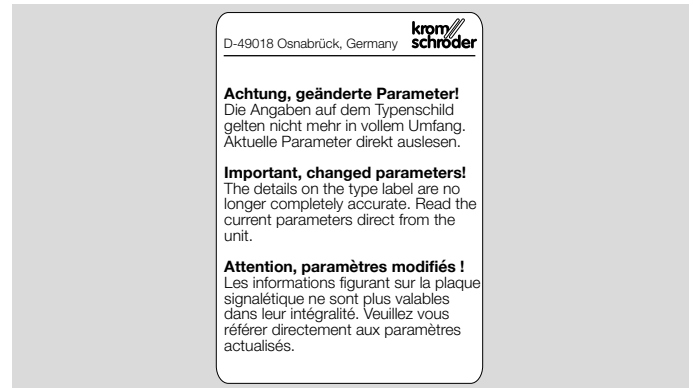 D-49018 Osnabrück, Germany
krom
schröder
Achtung, geänderte Parameter!
Die Angaben auf dem Typenschild
gelten nicht mehr in vollem Umfang.
Aktuelle Parameter direkt auslesen.
Important, changed parameters!
The details on the type label are no
longer completely accurate. Read the
current parameters direct from the
unit.
Attention, paramètres modifiés !
Les informations figurant sur la plaque
signalétique ne sont plus valables
dans leur intégralité. Veuillez vous
référer directement aux paramètres
actualisés.